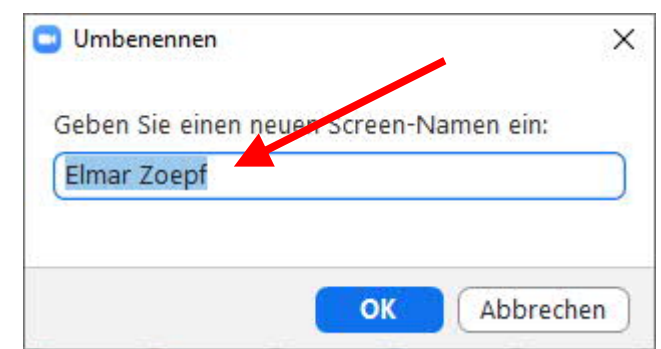 Umbenennen
Geben Sie einen neuen Screen-Namen ein:
Elmar Zoepf
OK
Abbrechen